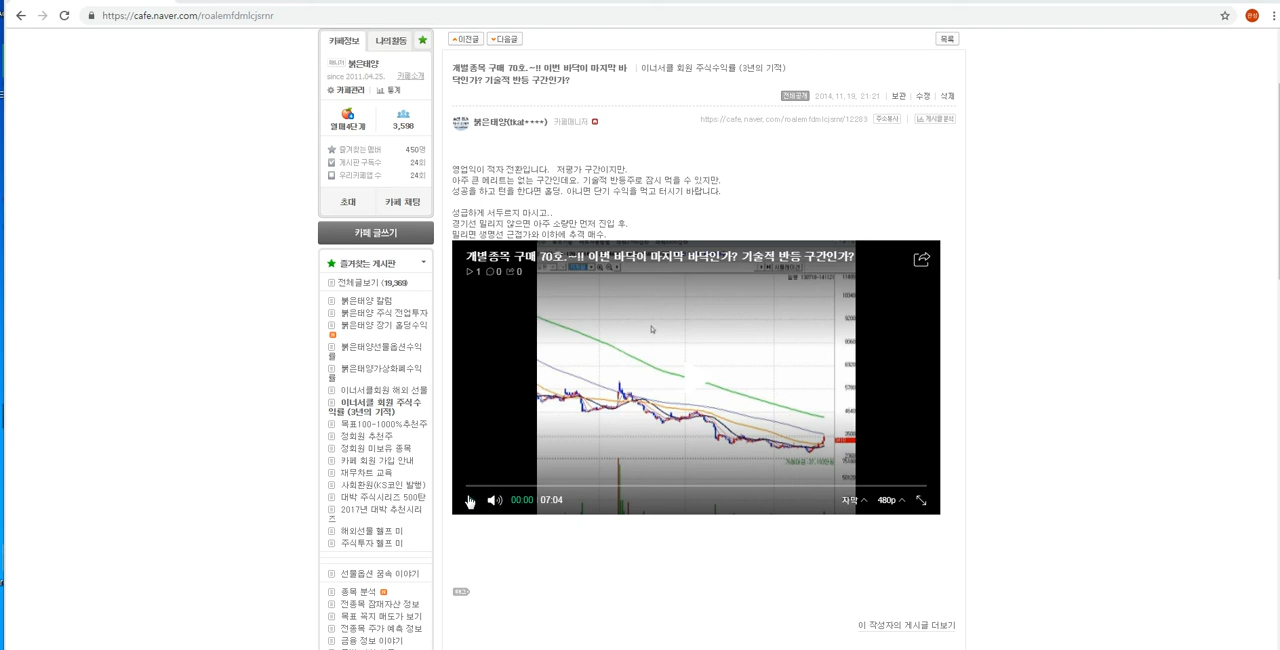 https://cafe.naver.com/roalemfdmlcjsrnr
카페정보 나의활동
매니저 붉은태양
since 2011.04.25. 카페소개
카페관리 통계
열매4단계 3,598
즐겨찾는 멤버 450명
게시판 구독수 24회
우리카페앱 수 24회
초대 카페 채팅
카페 글쓰기
즐겨찾는 게시판
전체글보기 (19,369)
붉은태양 칼럼
붉은태양 주식 전업투자
붉은태양 장기 홀딩수익
붉은태양선물옵션수익
률
붉은태양가상화폐수익
률
이너서클회원 해외 선물
이너서클 회원 주식수
익률 (3년의 기적)
목표100-1000%추천주
정회원 추천주
정회원 미보유 종목
카페 회원 가입 안내
재무차트 교육
사회환원(KS코인 발행)
대박 주식시리즈 500탄
2017년 대박 추천시리
즈
해외선물 헬프 미
주식투자 헬프 미
선물옵션 꿈속 이야기
종목 분석
전종목 잠재자산 정보
목표 꼭지 매도가 보기
전종목 주가 예측 정보
금융 정보 이야기
이전글 다음글 목록
개별종목 구매 70호.~!! 이번 바닥이 마지막 바 이너서클 회원 주식수익률 (3년의 기적)
닥인가? 기술적 반등 구간인가?
전체공개 2014.11.19. 21:21 보관 수정 삭제
붉은태양(tkat****) 카페매니저 https://cafe.naver.com/roalemfdmlcjsrnr/12293 주소복사 게시글 분석
영업익이 적자 전환입니다. 저평가 구간이지만.
아주 큰 메리트는 없는 구간인데요. 기술적 반등주로 잠시 먹을 수 있지만.
성공을 하고 턴을 한다면 홀딩. 아니면 단기 수익을 먹고 터시기 바랍니다.
성급하게 서두르지 마시고..
경기선 밀리지 않으면 아주 소량만 먼저 진입 후.
밀리면 생명선 근접가와 이하에 추격 매수.
개별종목 구매 70호.~!! 이번 바닥이 마지막 바닥인가? 기술적 반등 구간인가?
1 0 0
00:00 07:04 자막 480p
태그
이 작성자의 게시글 더보기